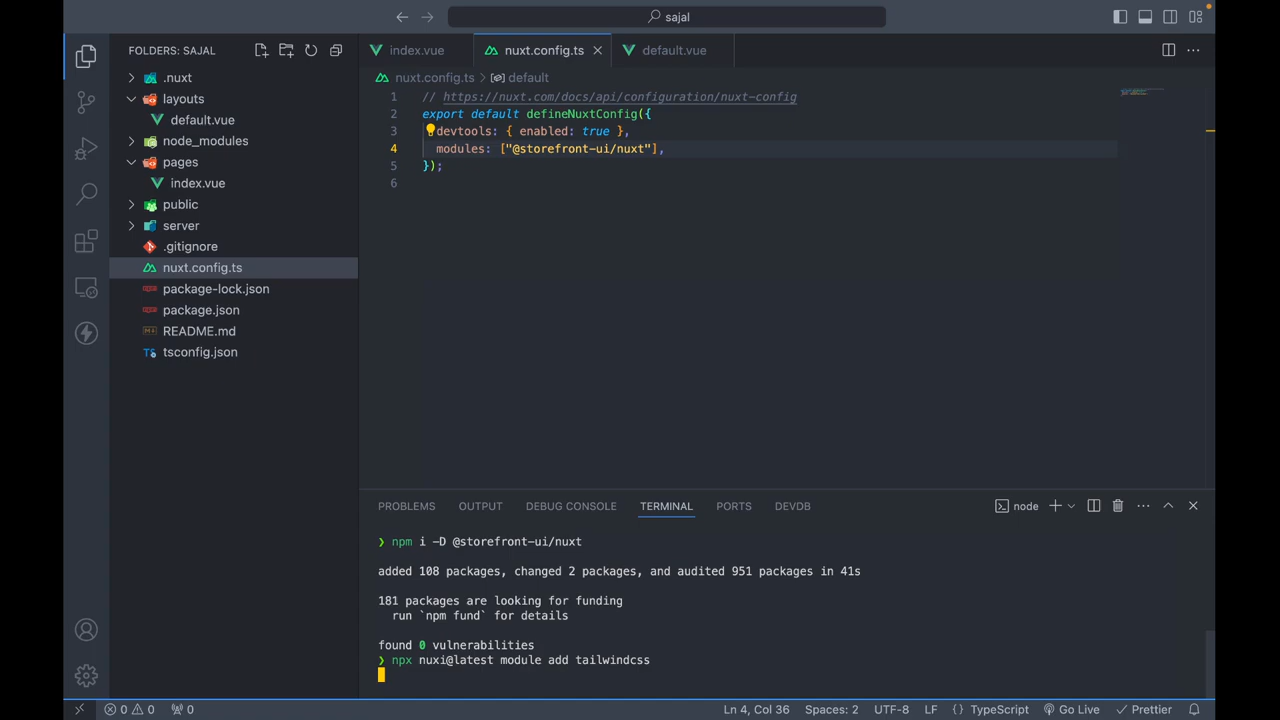 sajal
FOLDERS: SAJAL
.nuxt
layouts
default.vue
node_modules
pages
index.vue
public
server
.gitignore
nuxt.config.ts
package-lock.json
package.json
README.md
tsconfig.json
index.vue
nuxt.config.ts
default.vue
nuxt.config.ts > default
1 // https://nuxt.com/docs/api/configuration/nuxt-config
2 export default defineNuxtConfig({
3 devtools: { enabled: true },
4 modules: ["@storefront-ui/nuxt"],
5 });
6
PROBLEMS OUTPUT DEBUG CONSOLE TERMINAL PORTS DEVDB node
❯ npm i -D @storefront-ui/nuxt
added 108 packages, changed 2 packages, and audited 951 packages in 41s
181 packages are looking for funding
run `npm fund` for details
found 0 vulnerabilities
❯ npx nuxi@latest module add tailwindcss
0 0 0 Ln 4, Col 36 Spaces: 2 UTF-8 LF {} TypeScript Go Live Prettier